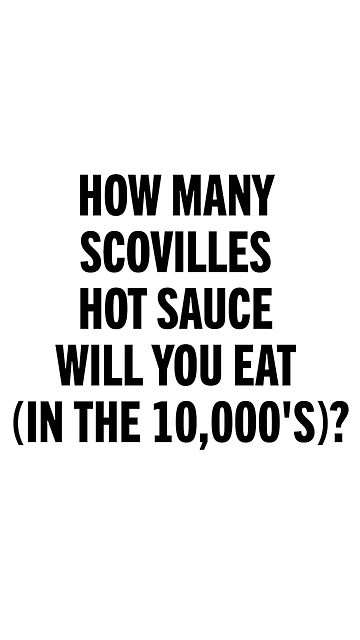 HOW MANY
SCOVILLES
HOT SAUCE
WILL YOU EAT
(IN THE 10,000'S)?